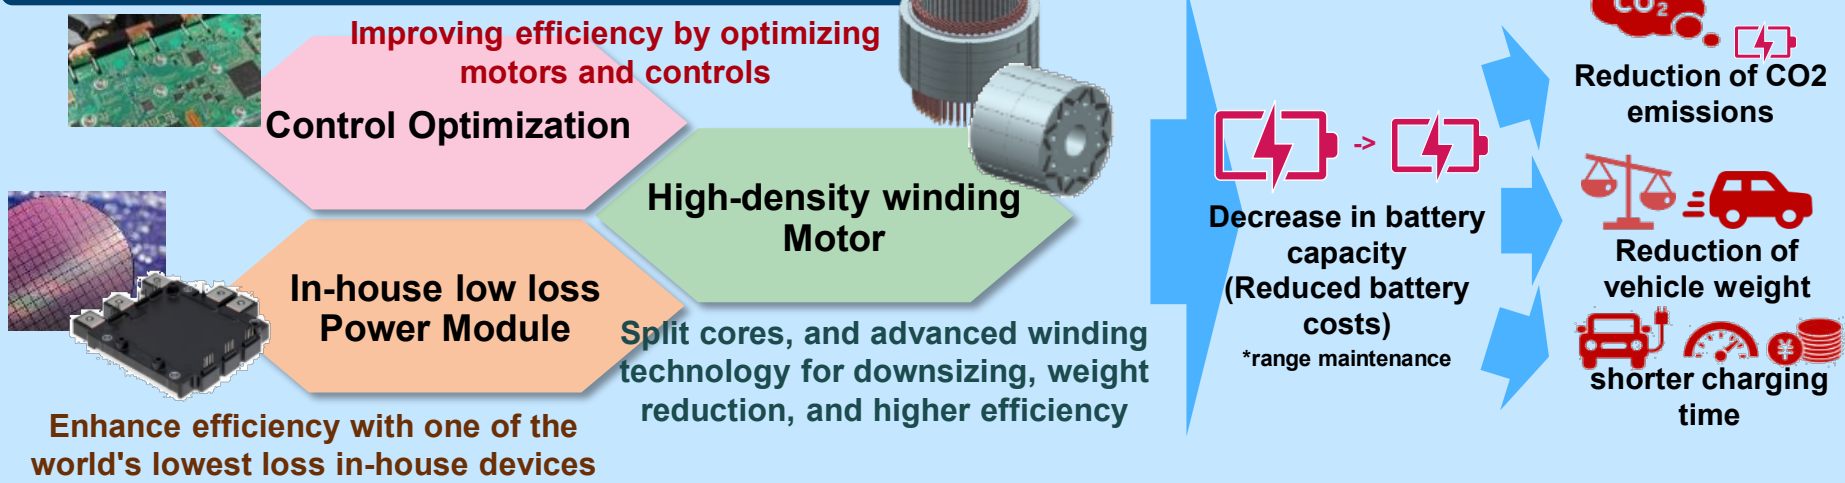 Improving efficiency by optimizing
motors and controls
Control Optimization
High-density winding
Motor
In-house low loss
Power Module
Split cores, and advanced winding
technology for downsizing, weight
reduction, and higher efficiency
Enhance efficiency with one of the
world's lowest loss in-house devices
->
Decrease in battery
capacity
(Reduced battery
costs)
*range maintenance
CO2
Reduction of CO2
emissions
Reduction of
vehicle weight
¥
shorter charging
time